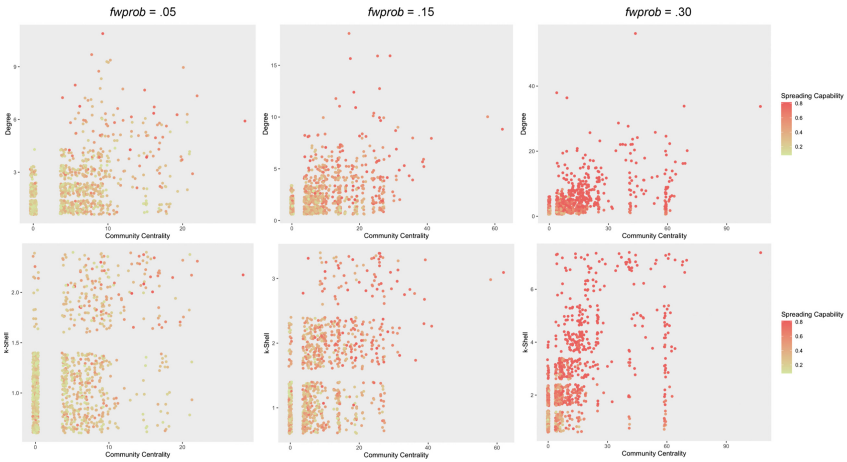 fwprob = .05
fwprob = .15
fwprob = .30
Degree
9
6
3
0
10
20
Community Centrality
Degree
15
10
5
0
0
20
40
60
Community Centrality
Degree
40
20
0
0
30
60
90
Community Centrality
Spreading Capability
0.8
0.6
0.4
0.2
k-Shell
2.0
1.5
1.0
0
10
20
Community Centrality
k-Shell
3
2
1
0
20
40
60
Community Centrality
k-Shell
6
4
2
0
30
60
90
Community Centrality
Spreading Capability
0.8
0.6
0.4
0.2